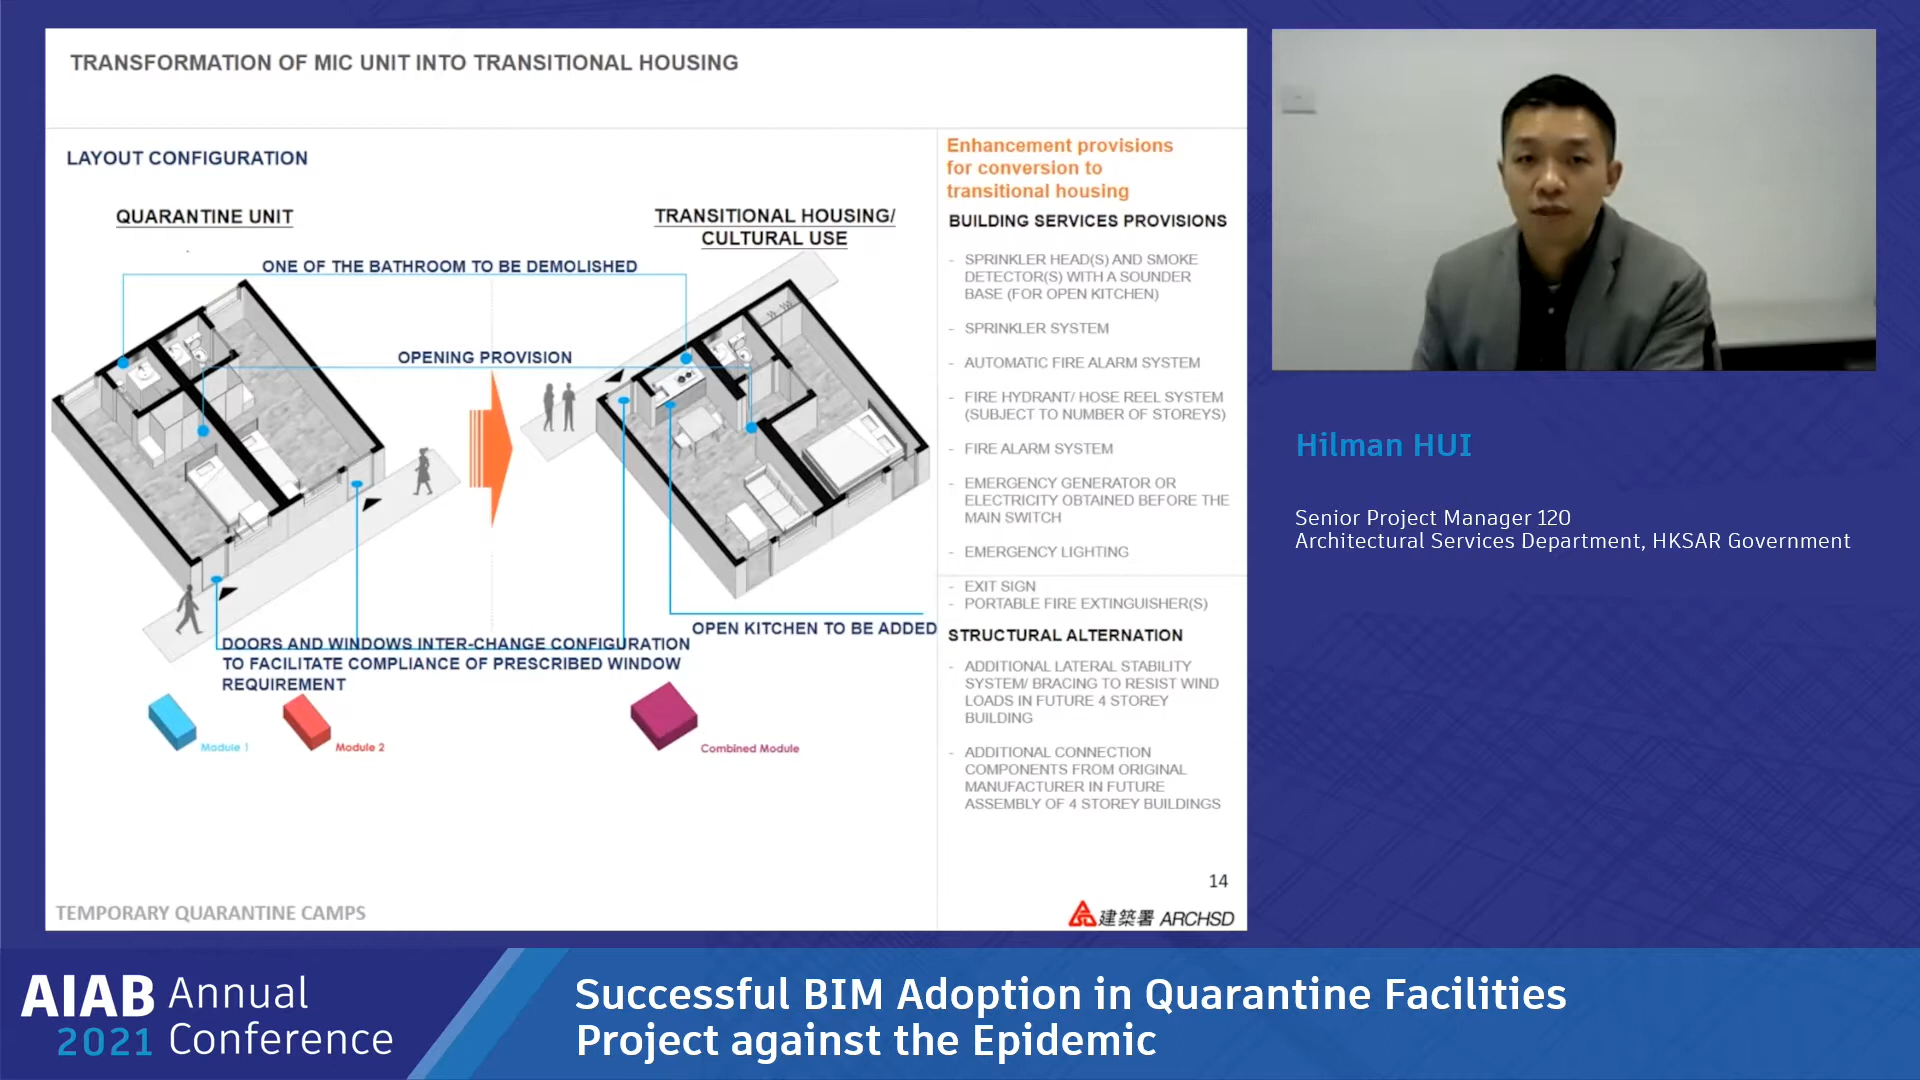 TRANSFORMATION OF MIC UNIT INTO TRANSITIONAL HOUSING
LAYOUT CONFIGURATION
QUARANTINE UNIT
TRANSITIONAL HOUSING/
CULTURAL USE
ONE OF THE BATHROOM TO BE DEMOLISHED
OPENING PROVISION
OPEN KITCHEN TO BE ADDED
DOORS AND WINDOWS INTER-CHANGE CONFIGURATION
TO FACILITATE COMPLIANCE OF PRESCRIBED WINDOW
REQUIREMENT
Module 1
Module 2
Combined Module
Enhancement provisions
for conversion to
transitional housing
BUILDING SERVICES PROVISIONS
- SPRINKLER HEAD(S) AND SMOKE
DETECTOR(S) WITH A SOUNDER
BASE (FOR OPEN KITCHEN)
- SPRINKLER SYSTEM
- AUTOMATIC FIRE ALARM SYSTEM
- FIRE HYDRANT/ HOSE REEL SYSTEM
(SUBJECT TO NUMBER OF STOREYS)
- FIRE ALARM SYSTEM
- EMERGENCY GENERATOR OR
ELECTRICITY OBTAINED BEFORE THE
MAIN SWITCH
- EMERGENCY LIGHTING
- EXIT SIGN
- PORTABLE FIRE EXTINGUISHER(S)
STRUCTURAL ALTERNATION
- ADDITIONAL LATERAL STABILITY
SYSTEM/ BRACING TO RESIST WIND
LOADS IN FUTURE 4 STOREY
BUILDING
- ADDITIONAL CONNECTION
COMPONENTS FROM ORIGINAL
MANUFACTURER IN FUTURE
ASSEMBLY OF 4 STOREY BUILDINGS
14
TEMPORARY QUARANTINE CAMPS
建築署 ARCHSD
Hilman HUI
Senior Project Manager 120
Architectural Services Department, HKSAR Government
AIAB Annual
2021 Conference
Successful BIM Adoption in Quarantine Facilities
Project against the Epidemic